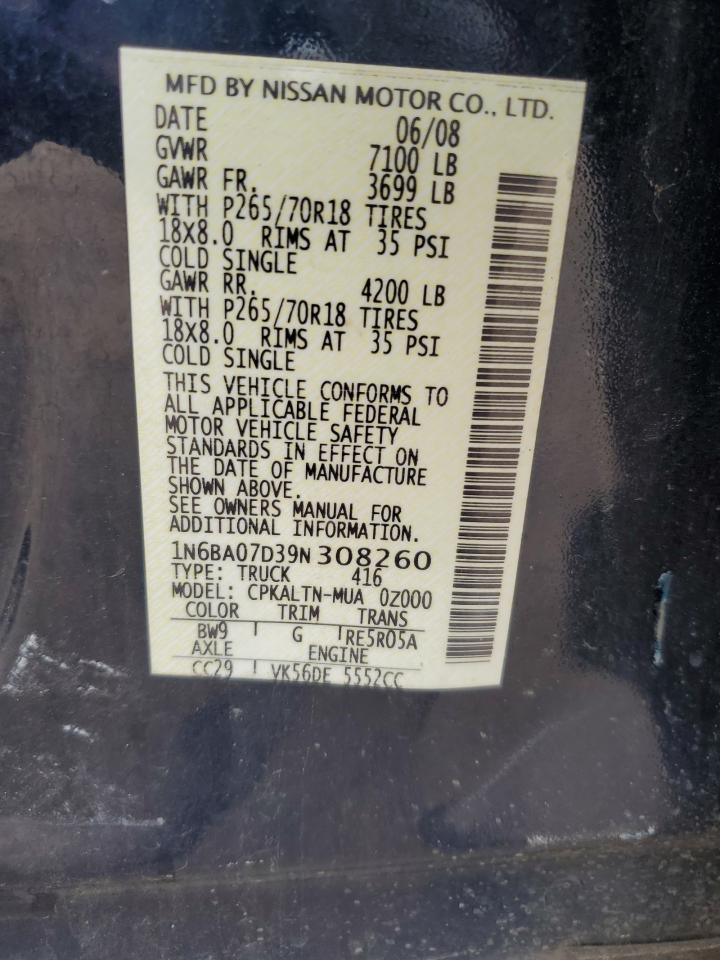 MFD BY NISSAN MOTOR CO., LTD.
DATE 06/08
GVWR 7100 LB
GAWR FR. 3699 LB
WITH P265/70R18 TIRES
18X8.0 RIMS AT 35 PSI
COLD SINGLE
GAWR RR. 4200 LB
WITH P265/70R18 TIRES
18X8.0 RIMS AT 35 PSI
COLD SINGLE
THIS VEHICLE CONFORMS TO
ALL APPLICABLE FEDERAL
MOTOR VEHICLE SAFETY
STANDARDS IN EFFECT ON
THE DATE OF MANUFACTURE
SHOWN ABOVE.
SEE OWNERS MANUAL FOR
ADDITIONAL INFORMATION.
1N6BA07D39N308260
TYPE: TRUCK 416
MODEL: CPKALTN-MUA 0Z000
COLOR TRIM TRANS
BW9 G RE5R05A
AXLE ENGINE
CC29 VK56DE 5552CC